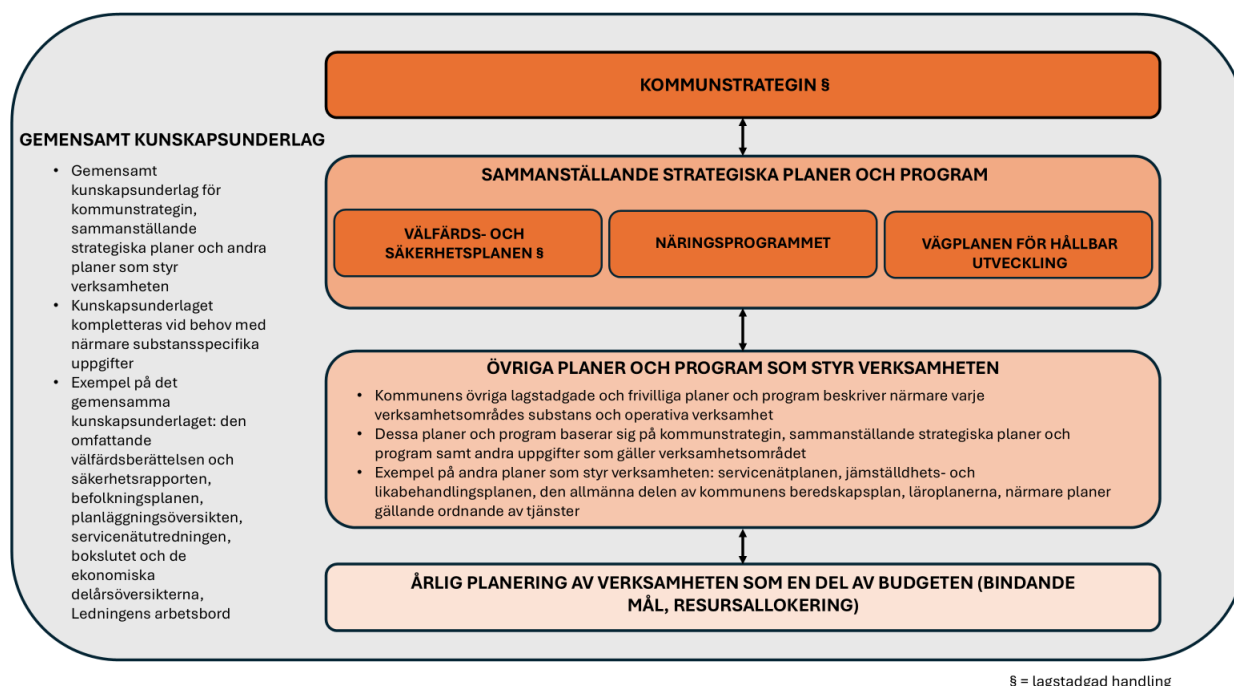 KOMMUNSTRATEGIN §
GEMENSAMT KUNSKAPSUNDERLAG
• Gemensamt
kunskapsunderlag för
kommunstrategin,
sammanställande
strategiska planer och andra
planer som styr
verksamheten
• Kunskapsunderlaget
kompletteras vid behov med
närmare substansspecifika
uppgifter
• Exempel på det
gemensamma
kunskapsunderlaget: den
omfattande
välfärdsberättelsen och
säkerhetsrapporten,
befolkningsplanen,
planläggningsöversikten,
servicenätutredningen,
bokslutet och de
ekonomiska
delårsöversikterna,
Ledningens arbetsbord
SAMMANSTÄLLANDE STRATEGISKA PLANER OCH PROGRAM
VÄLFÄRDS- OCH
SÄKERHETSPLANEN §
NÄRINGSPROGRAMMET
VÄGPLANEN FÖR HÅLLBAR
UTVECKLING
ÖVRIGA PLANER OCH PROGRAM SOM STYR VERKSAMHETEN
• Kommunens övriga lagstadgade och frivilliga planer och program beskriver närmare varje
verksamhetsområdes substans och operativa verksamhet
• Dessa planer och program baserar sig på kommunstrategin, sammanställande strategiska planer och
program samt andra uppgifter som gäller verksamhetsområdet
• Exempel på andra planer som styr verksamheten: servicenätplanen, jämställdhets- och
likabehandlingsplanen, den allmänna delen av kommunens beredskapsplan, läroplanerna, närmare planer
gällande ordnande av tjänster
ÅRLIG PLANERING AV VERKSAMHETEN SOM EN DEL AV BUDGETEN (BINDANDE
MÅL, RESURSALLOKERING)
§ = lagstadgad handling